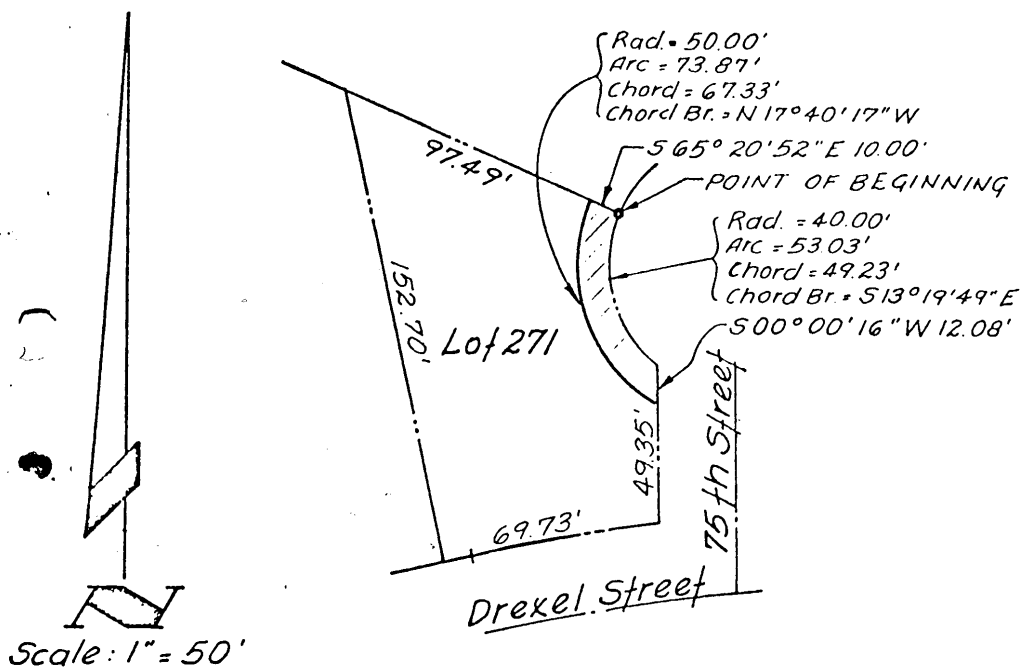 Rad. = 50.00'
Arc = 73.87'
Chord = 67.33'
Chord Br. = N 17° 40' 17" W
S 65° 20' 52" E 10.00'
POINT OF BEGINNING
97.49'
Rad. = 40.00'
Arc = 53.03'
Chord = 49.23'
Chord Br. = S 13° 19' 49" E
S 00° 00' 16" W 12.08'
152.70'
Lot 271
49.35'
75th Street
69.73'
Drexel Street
N
Scale: 1" = 50'